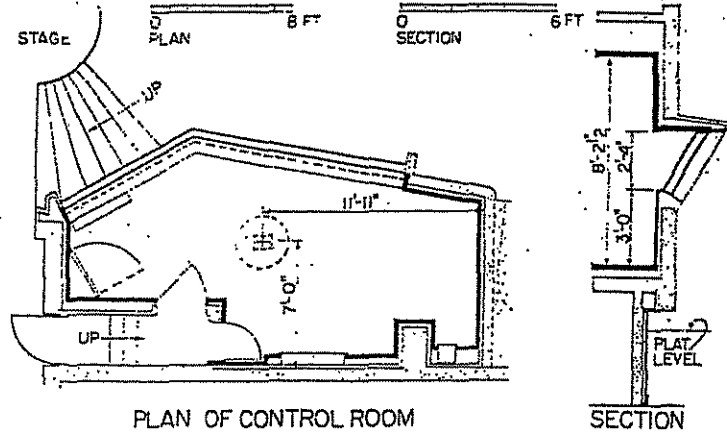 STAGE
0 8 FT
PLAN
0 6 FT
SECTION
UP
11'-11"
7'-0"
UP
8'-2½"
2'-4"
3'-0"
PLAT.
LEVEL
PLAN OF CONTROL ROOM
SECTION